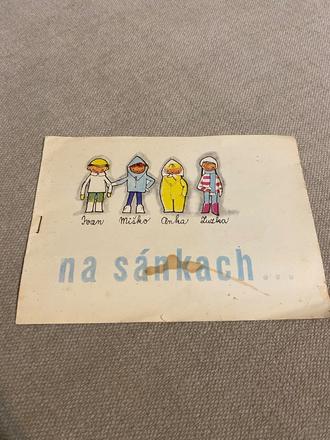 Ivan Miško Anka Zuzka
na sánkach...